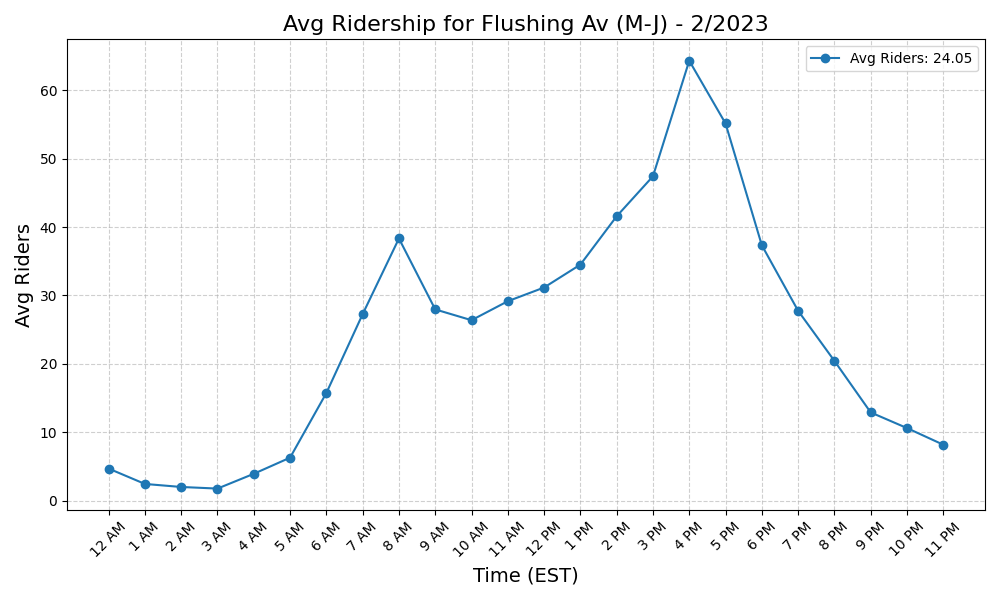 Avg Ridership for Flushing Av (M-J) - 2/2023
Avg Riders: 24.05
Avg Riders
60
50
40
30
20
10
0
12 AM
1 AM
2 AM
3 AM
4 AM
5 AM
6 AM
7 AM
8 AM
9 AM
10 AM
11 AM
12 PM
1 PM
2 PM
3 PM
4 PM
5 PM
6 PM
7 PM
8 PM
9 PM
10 PM
11 PM
Time (EST)